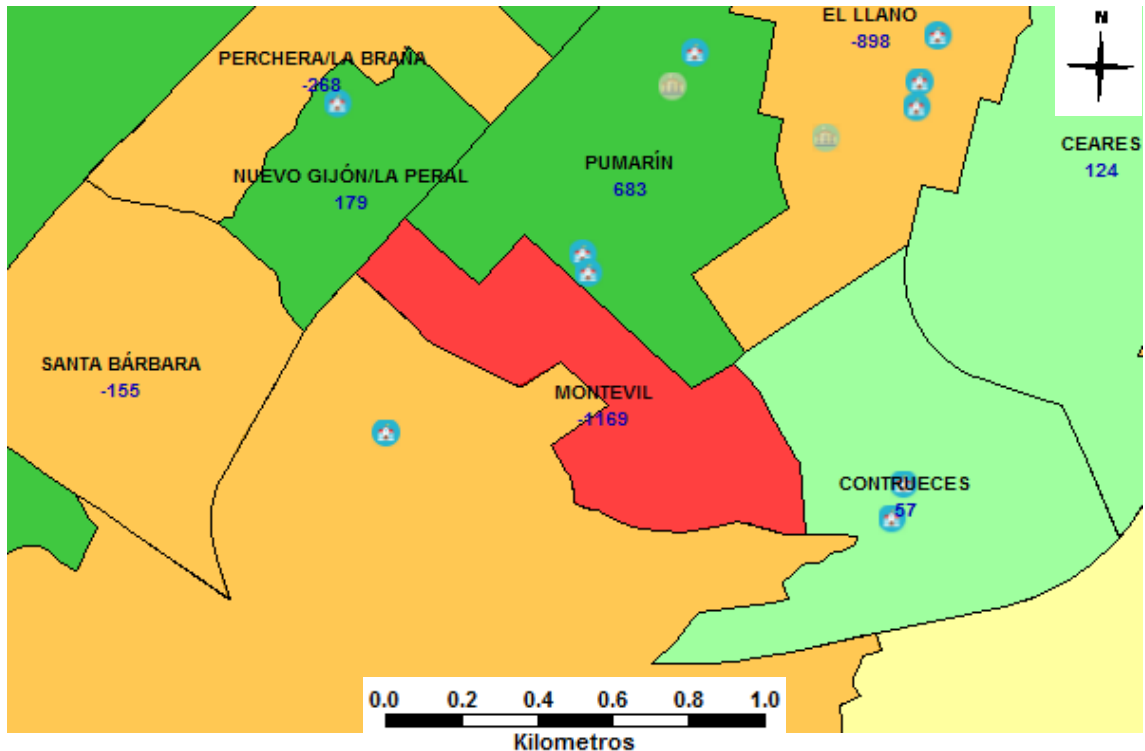 EL LLANO
-898
N
PERCHERA/LA BRAÑA
-268
CEARES
124
PUMARÍN
683
NUEVO GIJÓN/LA PERAL
179
SANTA BÁRBARA
-155
MONTEVIL
-1169
CONTRUECES
57
0.0 0.2 0.4 0.6 0.8 1.0
Kilometros